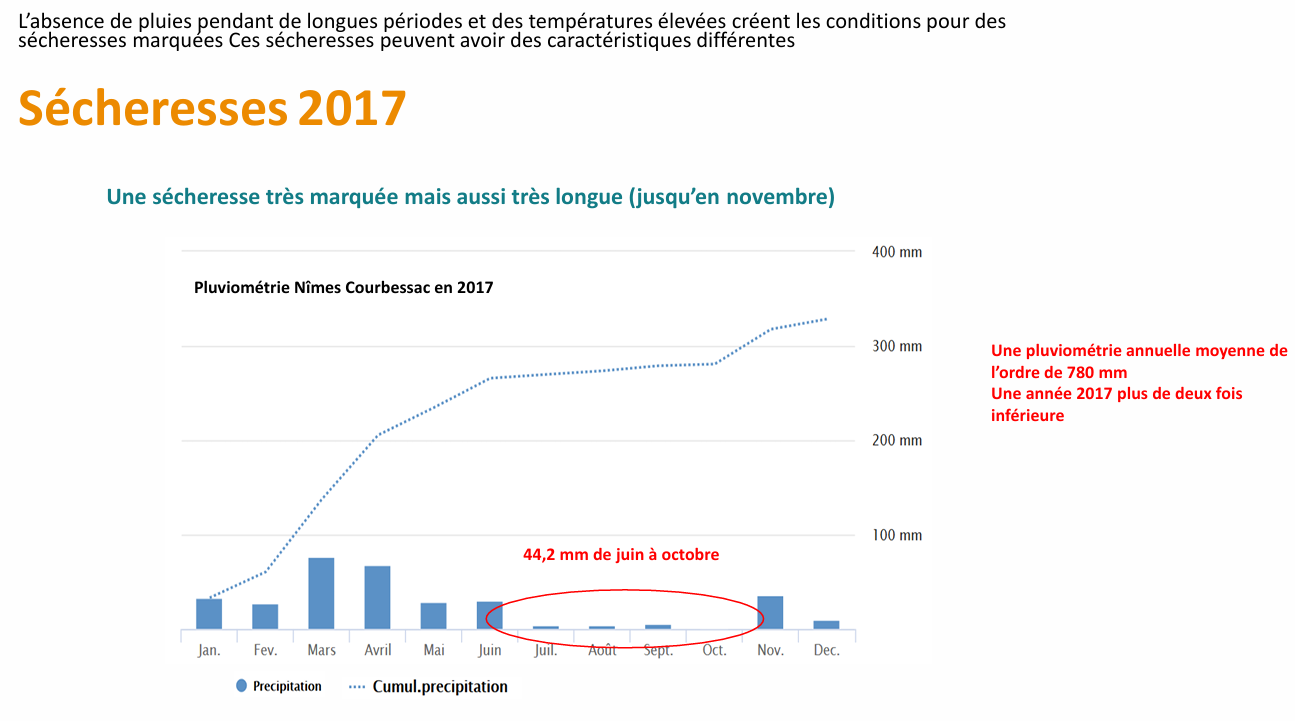 L’absence de pluies pendant de longues périodes et des températures élevées créent les conditions pour des
sécheresses marquées Ces sécheresses peuvent avoir des caractéristiques différentes
Sécheresses 2017
Une sécheresse très marquée mais aussi très longue (jusqu’en novembre)
400 mm
Pluviométrie Nîmes Courbessac en 2017
300 mm
Une pluviométrie annuelle moyenne de
l’ordre de 780 mm
Une année 2017 plus de deux fois
inférieure
200 mm
100 mm
44,2 mm de juin à octobre
Jan. Fev. Mars Avril Mai Juin Juil. Août Sept. Oct. Nov. Dec.
Precipitation Cumul.precipitation